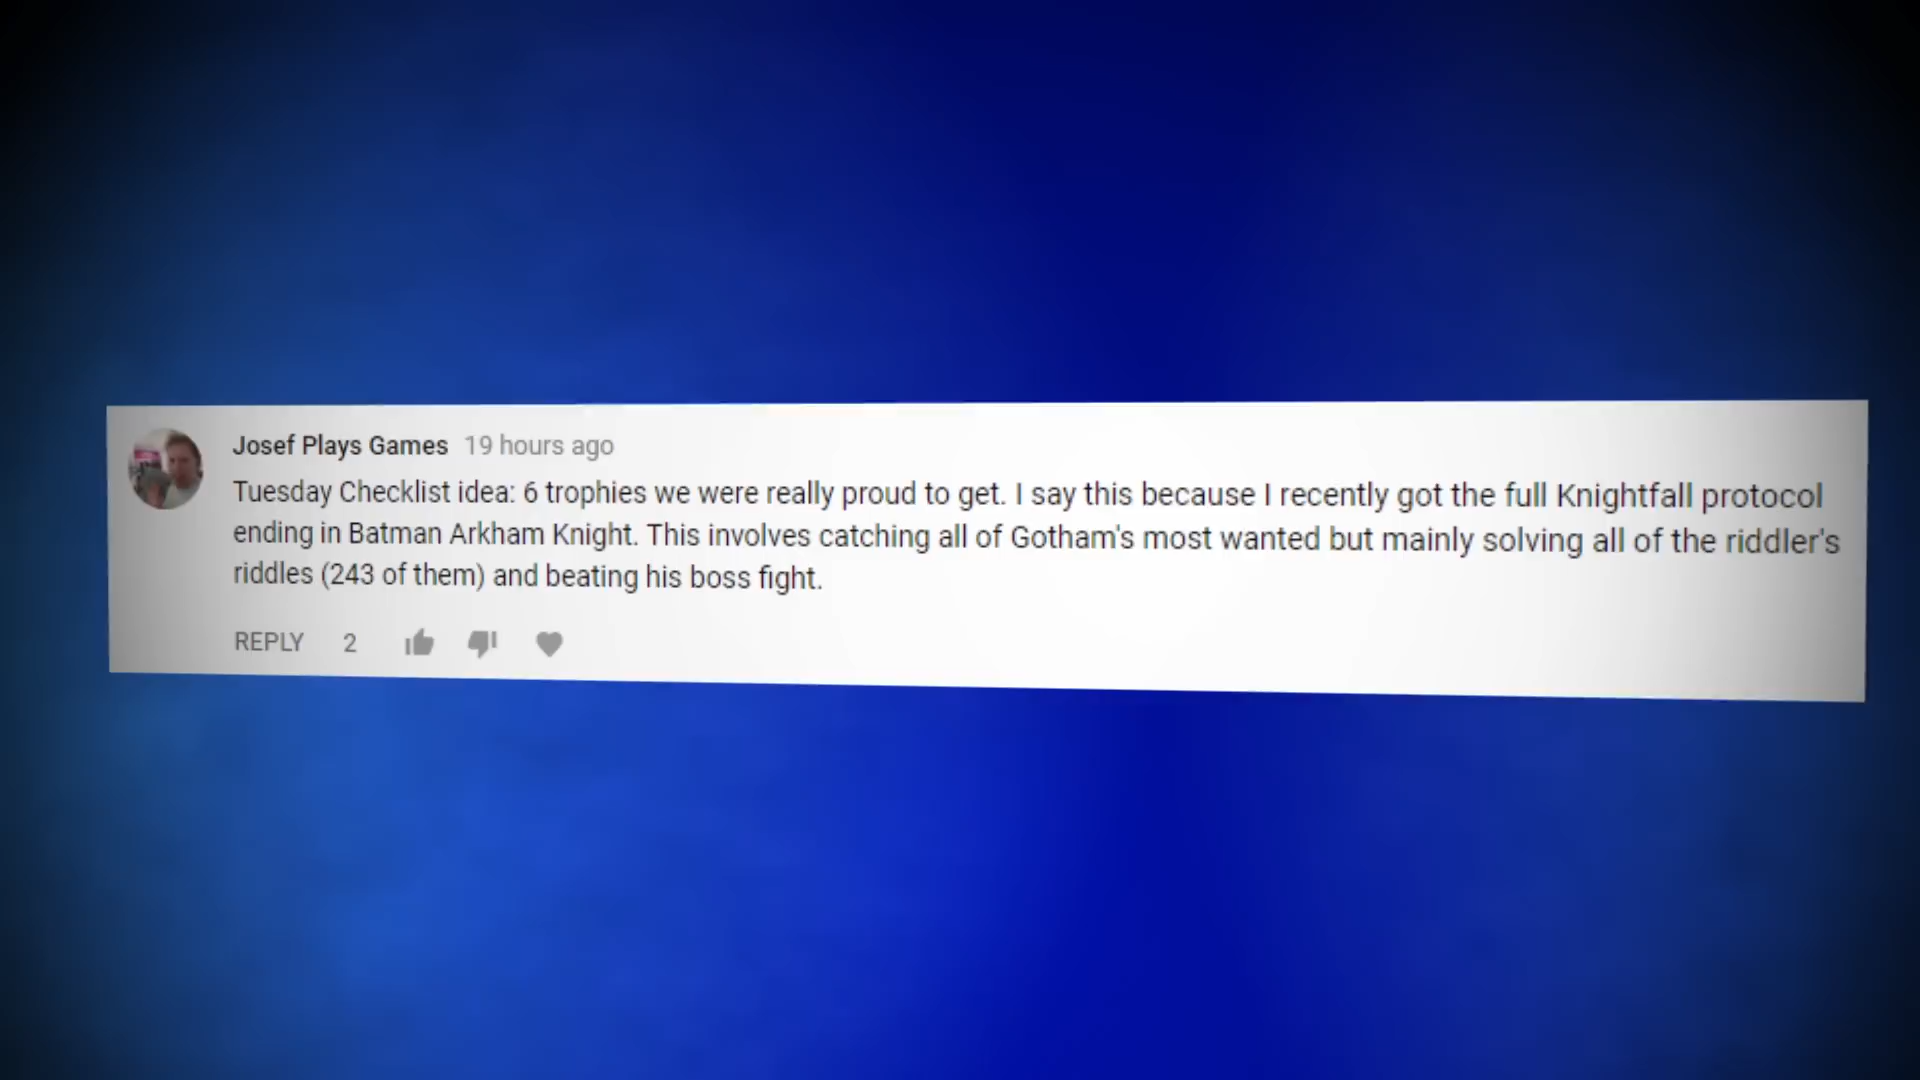 Josef Plays Games 19 hours ago
Tuesday Checklist idea: 6 trophies we were really proud to get. I say this because I recently got the full Knightfall protocol
ending in Batman Arkham Knight. This involves catching all of Gotham's most wanted but mainly solving all of the riddler's
riddles (243 of them) and beating his boss fight.
REPLY 2